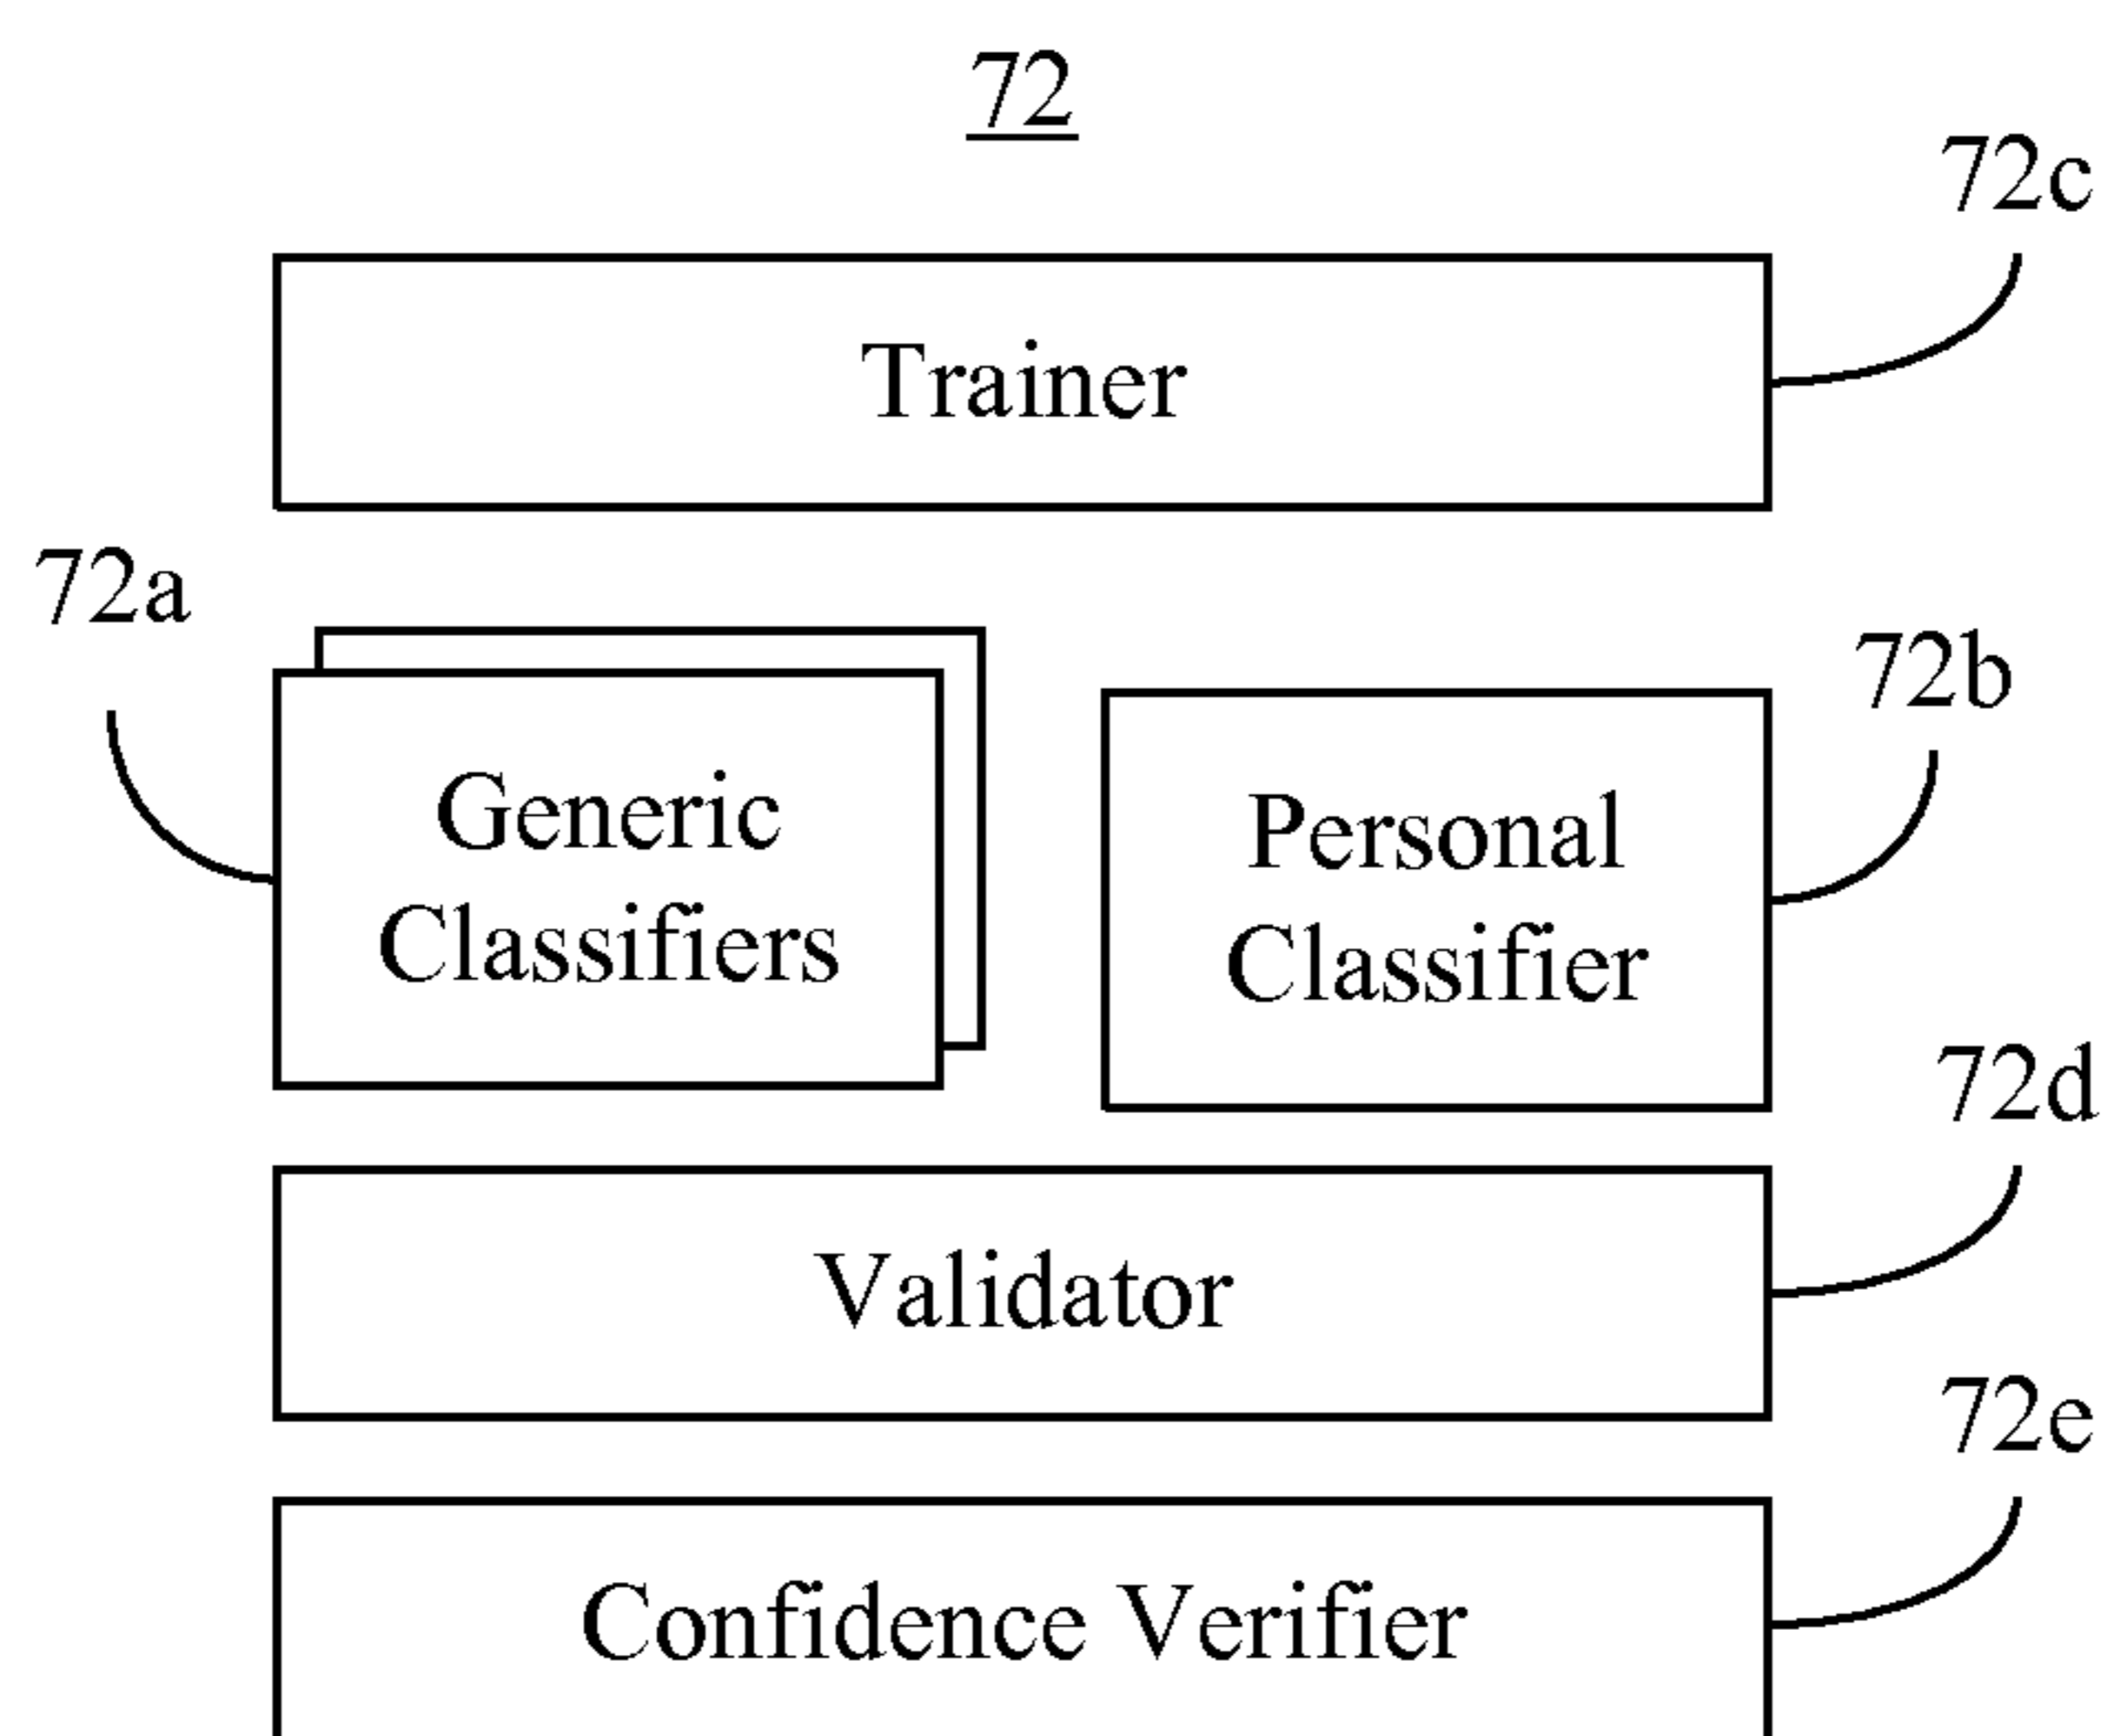 72
72c
Trainer
72a
72b
Generic
Classifiers
Personal
Classifier
72d
Validator
72e
Confidence Verifier